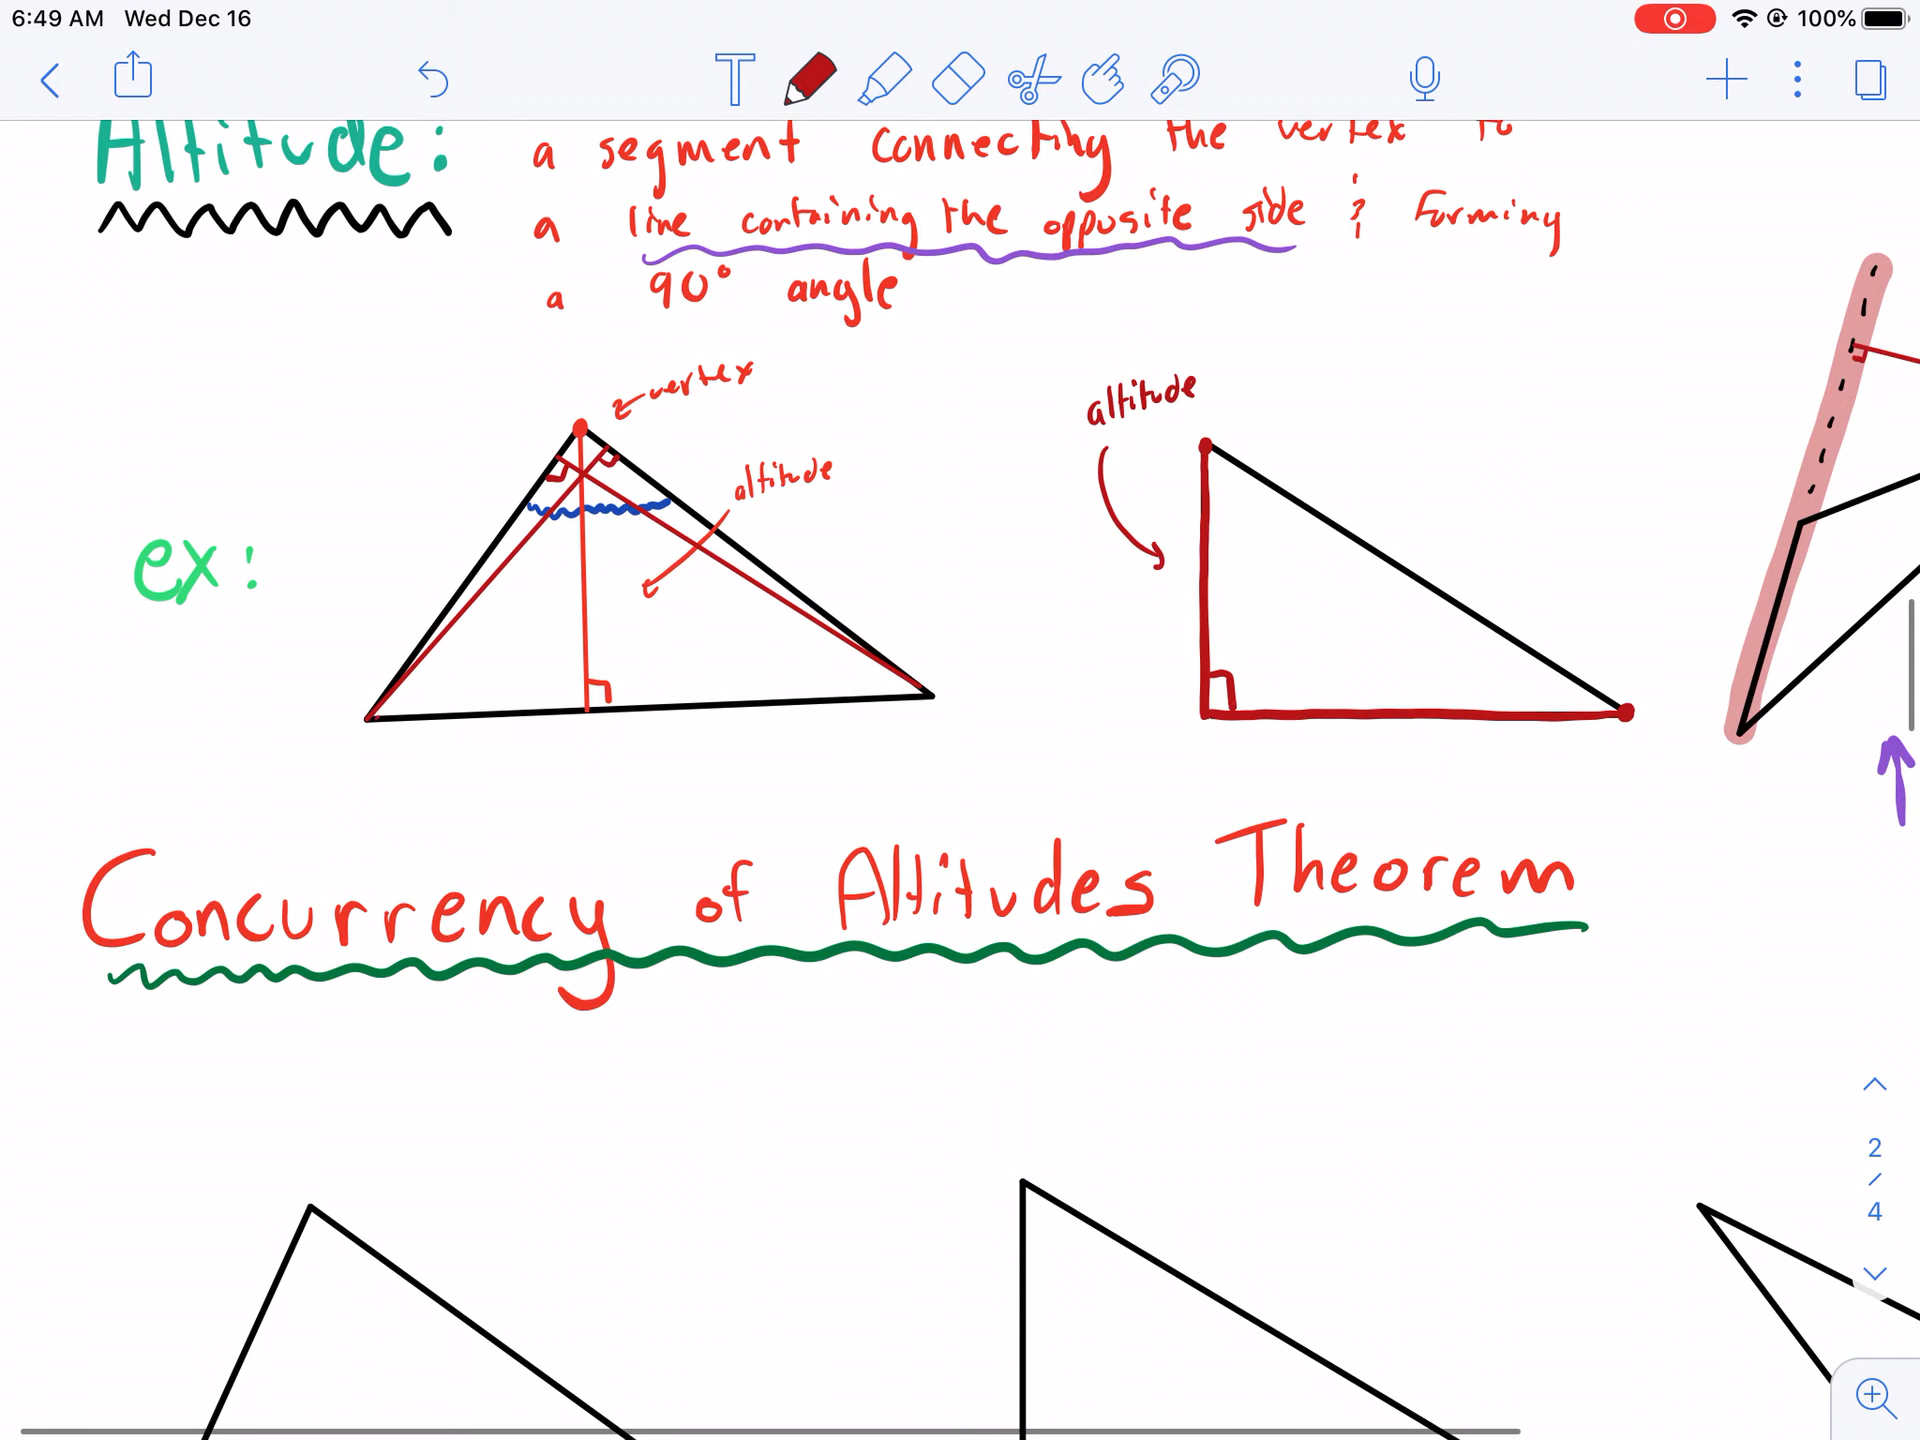 6:49 AM Wed Dec 16
100%
T
Altitude: a segment connecting the vertex to
a line containing the opposite side & forming
a 90° angle
vertex
altitude
altitude
ex:
Concurrency of Altitudes Theorem
2
/
4